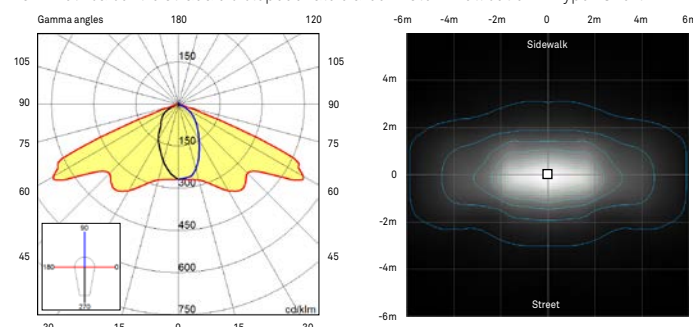 Gamma angles 180 120 -6m -4m -2m 0 2m 4m 6m
Sidewalk
105 150 105
4m
90 90
2m
75 150 75
0
60 300 60
-2m
45 450 45
90
180 0 600
-4m
270 750 cd/klm
Street
-6m
30 15 0 15 30